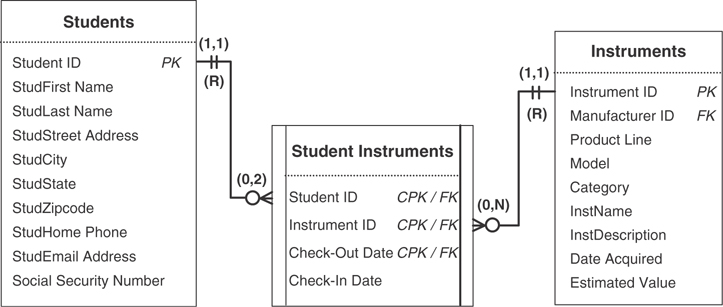 Students
Student ID PK
StudFirst Name
StudLast Name
StudStreet Address
StudCity
StudState
StudZipcode
StudHome Phone
StudEmail Address
Social Security Number
(1,1)
(R)
(0,2)
Student Instruments
Student ID CPK / FK
Instrument ID CPK / FK
Check-Out Date CPK / FK
Check-In Date
(0,N)
(1,1)
(R)
Instruments
Instrument ID PK
Manufacturer ID FK
Product Line
Model
Category
InstName
InstDescription
Date Acquired
Estimated Value